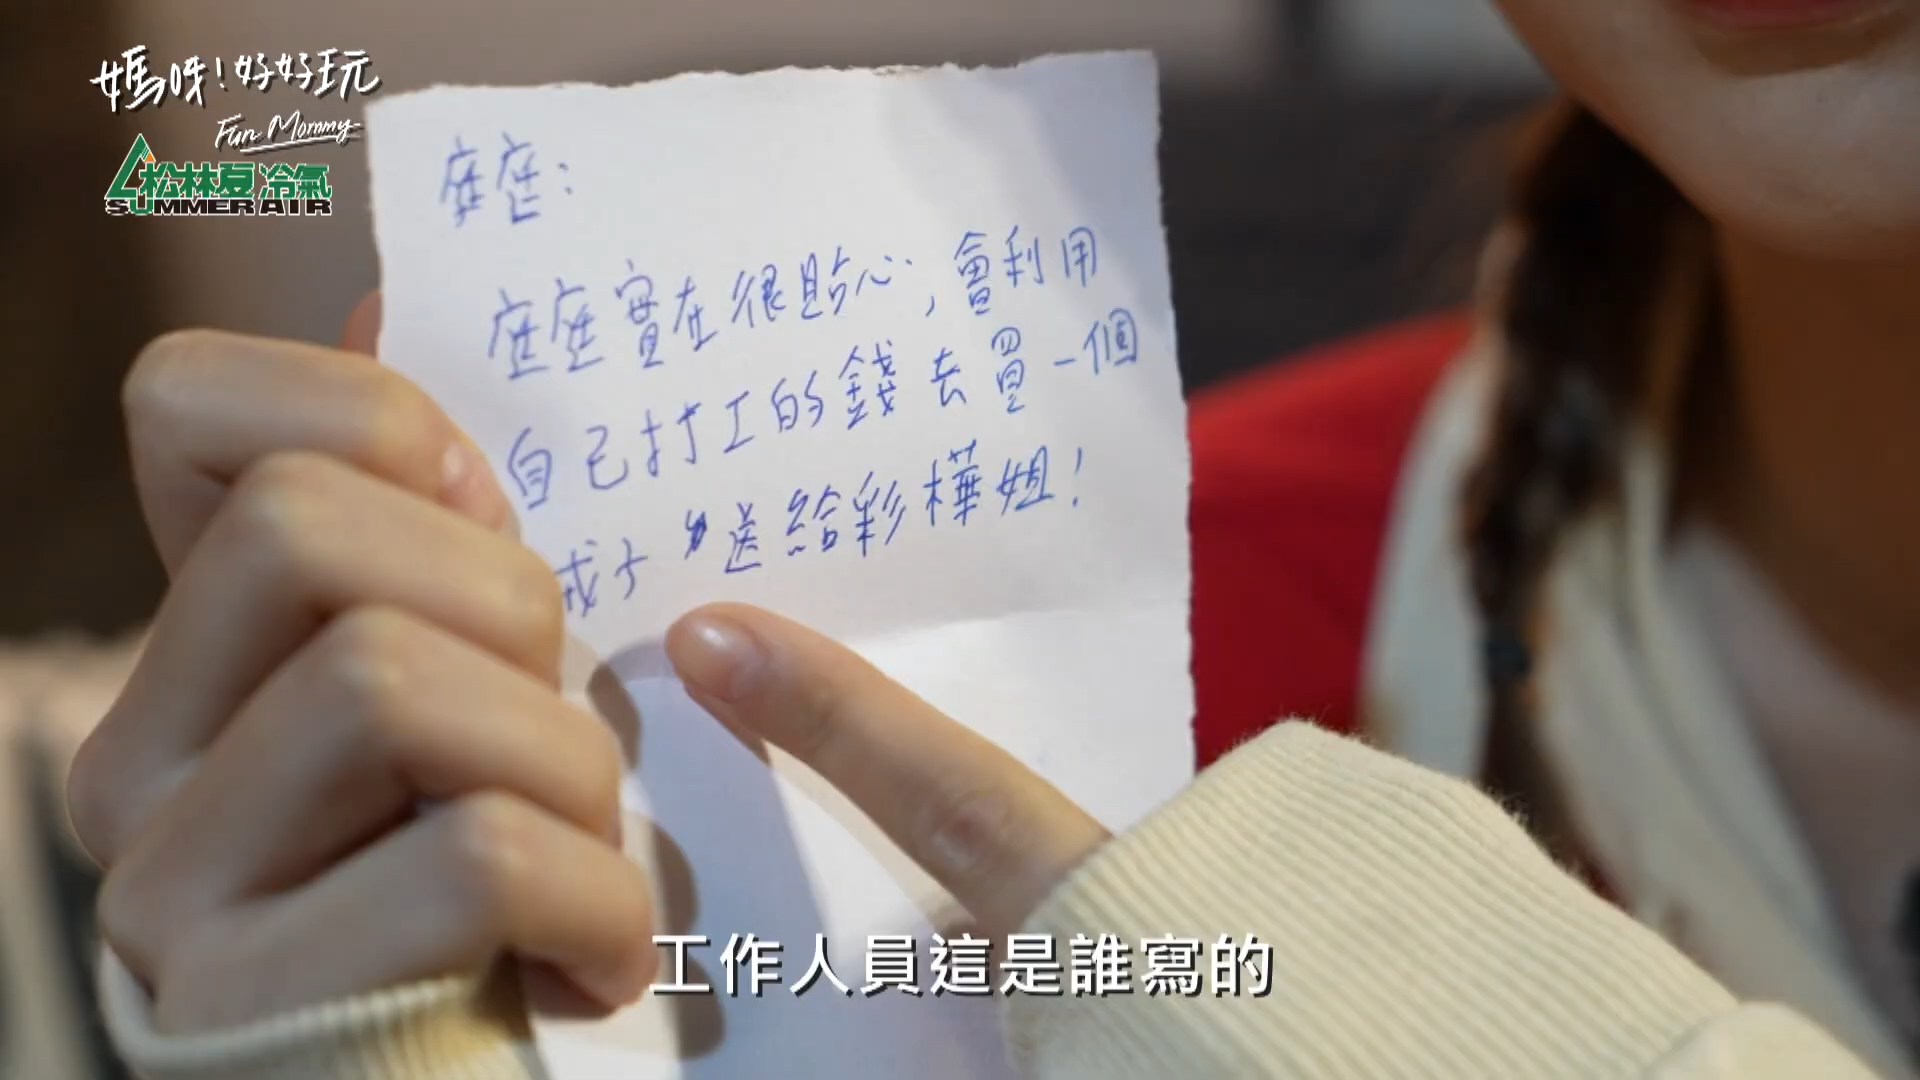 媽呀！好好玩
Fun Mommy
松林夏冷氣
SUMMER AIR
庭庭：
庭庭實在很貼心，會利用
自己打工的錢去買一個
戒子 送給彩樺姐！
工作人員這是誰寫的